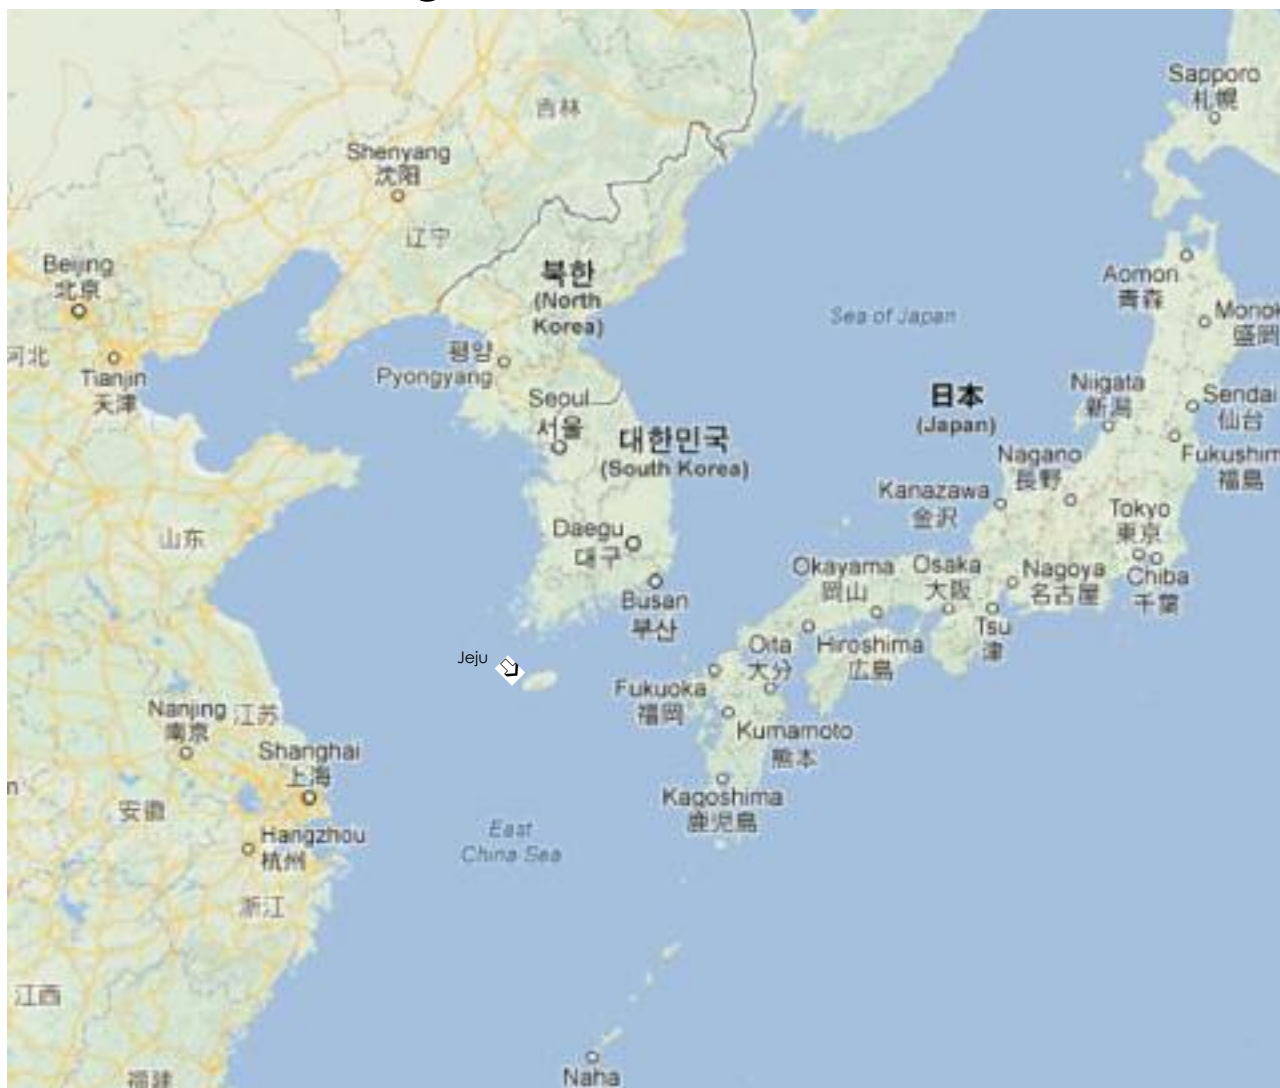 Sapporo
札幌
吉林
Shenyang
沈阳
辽宁
Beijing
北京
북한
(North
Korea)
Aomori
青森
Sea of Japan
Moriok
盛岡
河北
평양
Pyongyang
Tianjin
天津
Niigata
新潟
日本
(Japan)
Sendai
仙台
Seoul
서울
대한민국
(South Korea)
Nagano
長野
Fukushim
福島
Kanazawa
金沢
Tokyo
東京
山东
Daegu
대구
Okayama
岡山
Osaka
大阪
Nagoya
名古屋
Chiba
千葉
Busan
부산
Oita
大分
Hiroshima
広島
Tsu
津
Jeju
Fukuoka
福岡
Nanjing
南京
江苏
Kumamoto
熊本
Shanghai
上海
Kagoshima
鹿児島
安徽
East
China Sea
Hangzhou
杭州
浙江
江西
福建
Naha